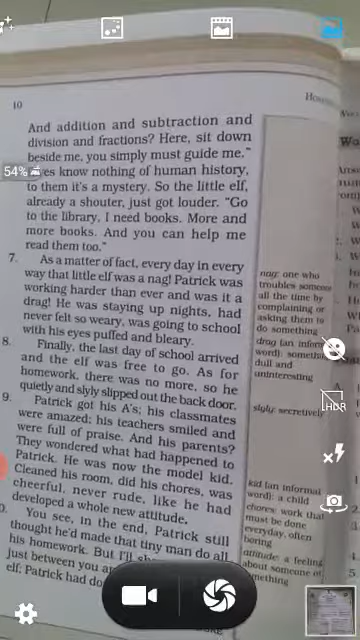 10
And addition and subtraction and
division and fractions? Here, sit down
beside me, you simply must guide me."
es know nothing of human history,
to them it's a mystery. So the little elf,
already a shouter, just got louder. "Go
to the library, I need books. More and
more books. And you can help me
read them too."
7. As a matter of fact, every day in every
way that little elf was a nag! Patrick was
working harder than ever and was it a
drag! He was staying up nights, had
never felt so weary, was going to school
with his eyes puffed and bleary.
8. Finally, the last day of school arrived
and the elf was free to go. As for
homework, there was no more, so he
quietly and slyly slipped out the back door.
9. Patrick got his A's; his classmates
were amazed; his teachers smiled and
were full of praise. And his parents?
They wondered what had happened to
Patrick. He was now the model kid.
Cleaned his room, did his chores, was
cheerful, never rude, like he had
developed a whole new attitude.
You see, in the end, Patrick still
thought he'd made that tiny man do all
his homework. But I'll
just between you
elf; Patrick had do
nag: one who
troubles someone
all the time by
complaining or
asking them to
do something
drag (an
word): someth
dull and
uninteresting
slyly: secretively
kid (an informal
word): a child
chores: work that
must be done
everyday, often
boring
attitude: a feeling
about someone o
mething
54%
HDR